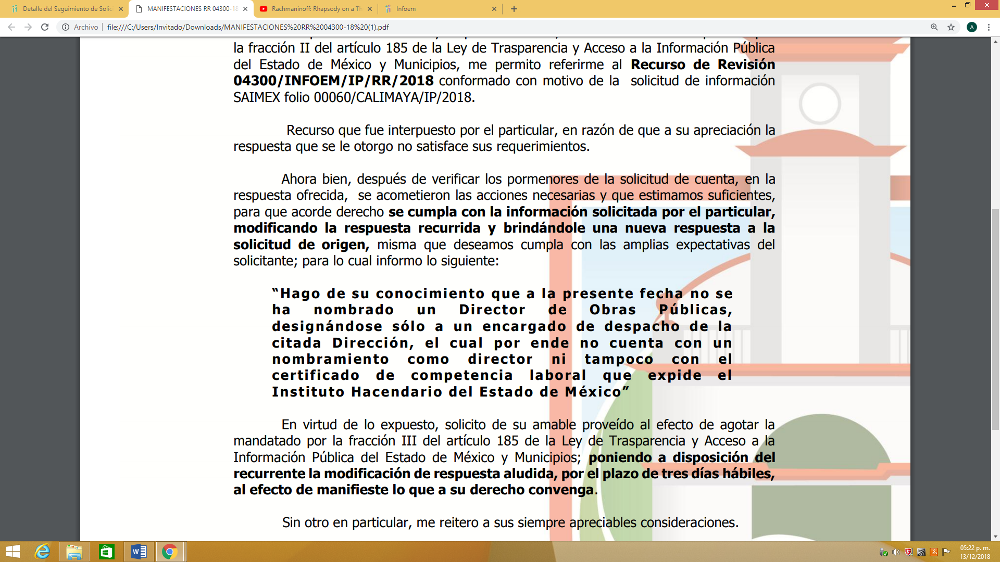 Detalle del Seguimiento de Solici
MANIFESTACIONES RR 04300-18
Rachmaninoff: Rhapsody on a Th
Infoem
Archivo
file:///C:/Users/Invitado/Downloads/MANIFESTACIONES%20RR%2004300-18%20(1).pdf
A
la fracción II del artículo 185 de la Ley de Trasparencia y Acceso a la Información Pública
del Estado de México y Municipios, me permito referirme al Recurso de Revisión
04300/INFOEM/IP/RR/2018 conformado con motivo de la solicitud de información
SAIMEX folio 00060/CALIMAYA/IP/2018.
Recurso que fue interpuesto por el particular, en razón de que a su apreciación la
respuesta que se le otorgo no satisface sus requerimientos.
Ahora bien, después de verificar los pormenores de la solicitud de cuenta, en la
respuesta ofrecida, se acometieron las acciones necesarias y que estimamos suficientes,
para que acorde derecho se cumpla con la información solicitada por el particular,
modificando la respuesta recurrida y brindándole una nueva respuesta a la
solicitud de origen, misma que deseamos cumpla con las amplias expectativas del
solicitante; para lo cual informo lo siguiente:
“Hago de su conocimiento que a la presente fecha no se
ha nombrado un Director de Obras Públicas,
designándose sólo a un encargado de despacho de la
citada Dirección, el cual por ende no cuenta con un
nombramiento como director ni tampoco con el
certificado de competencia laboral que expide el
Instituto Hacendario del Estado de México”
En virtud de lo expuesto, solicito de su amable proveído al efecto de agotar la
mandatado por la fracción III del artículo 185 de la Ley de Trasparencia y Acceso a la
Información Pública del Estado de México y Municipios; poniendo a disposición del
recurrente la modificación de respuesta aludida, por el plazo de tres días hábiles,
al efecto de manifieste lo que a su derecho convenga.
Sin otro en particular, me reitero a sus siempre apreciables consideraciones.
05:22 p. m.
13/12/2018